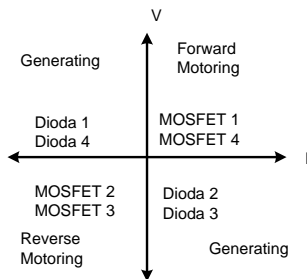 V
Generating
Forward
Motoring
Dioda 1
Dioda 4
MOSFET 1
MOSFET 4
MOSFET 2
MOSFET 3
Dioda 2
Dioda 3
Reverse
Motoring
Generating